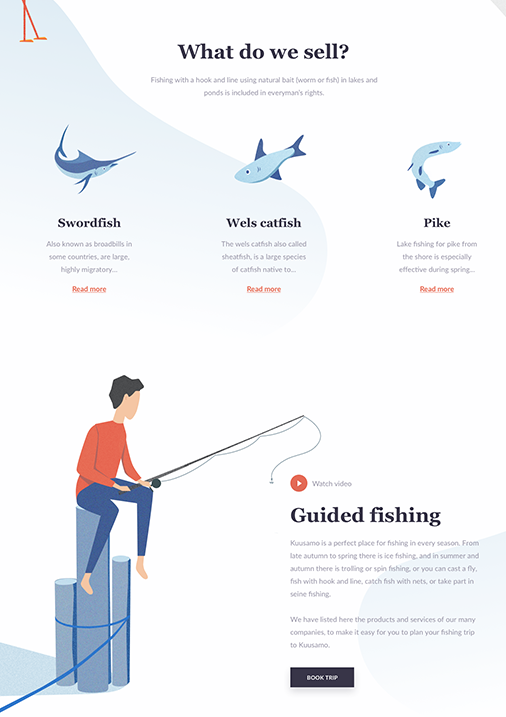 What do we sell?
Fishing with a hook and line using natural bait (worm or fish) in lakes and
ponds is included in everyman's rights.
Swordfish
Also known as broadbills in
some countries, are large,
highly migratory...
Read more
Wels catfish
The wels catfish also called
sheatfish, is a large species
of catfish native to...
Read more
Pike
Lake fishing for pike from
the shore is especially
effective during spring...
Read more
Watch video
Guided fishing
Kuusamo is a perfect place for fishing in every season. From
late autumn to spring there is ice fishing, and in summer and
autumn there is trolling or spin fishing, or you can cast a fly,
fish with hook and line, catch fish with nets, or take part in
seine fishing.
We have listed here the products and services of our many
companies, to make it easy for you to plan your fishing trip
to Kuusamo.
BOOK TRIP